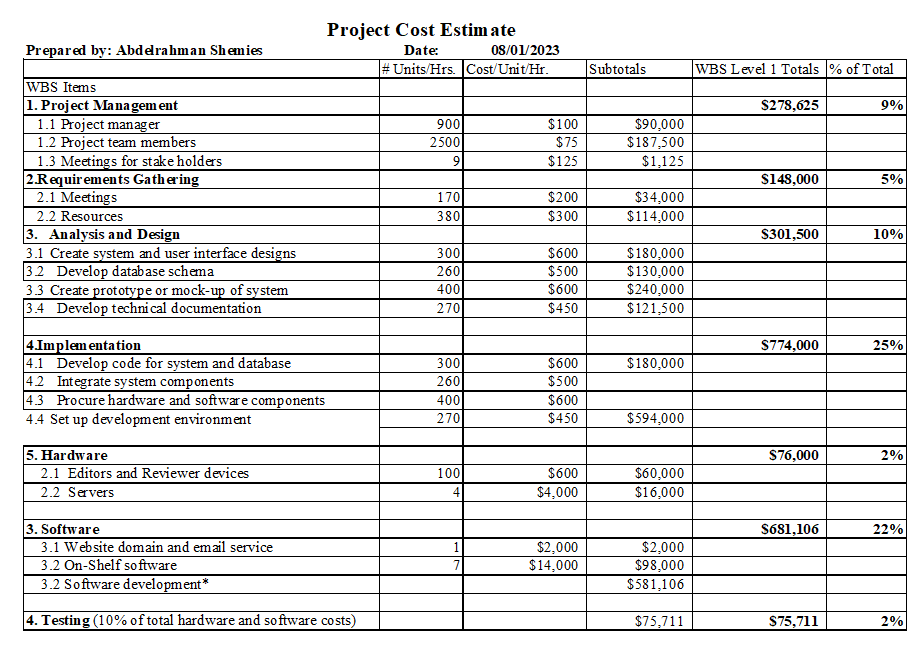 Project Cost Estimate
Prepared by: Abdelrahman Shemies Date: 08/01/2023
# Units/Hrs. Cost/Unit/Hr. Subtotals WBS Level 1 Totals % of Total
WBS Items
1. Project Management $278,625 9%
1.1 Project manager 900 $100 $90,000
1.2 Project team members 2500 $75 $187,500
1.3 Meetings for stake holders 9 $125 $1,125
2.Requirements Gathering $148,000 5%
2.1 Meetings 170 $200 $34,000
2.2 Resources 380 $300 $114,000
3. Analysis and Design $301,500 10%
3.1 Create system and user interface designs 300 $600 $180,000
3.2 Develop database schema 260 $500 $130,000
3.3 Create prototype or mock-up of system 400 $600 $240,000
3.4 Develop technical documentation 270 $450 $121,500
4.Implementation $774,000 25%
4.1 Develop code for system and database 300 $600 $180,000
4.2 Integrate system components 260 $500
4.3 Procure hardware and software components 400 $600
4.4 Set up development environment 270 $450 $594,000
5. Hardware $76,000 2%
2.1 Editors and Reviewer devices 100 $600 $60,000
2.2 Servers 4 $4,000 $16,000
3. Software $681,106 22%
3.1 Website domain and email service 1 $2,000 $2,000
3.2 On-Shelf software 7 $14,000 $98,000
3.2 Software development* $581,106
4. Testing (10% of total hardware and software costs) $75,711 $75,711 2%